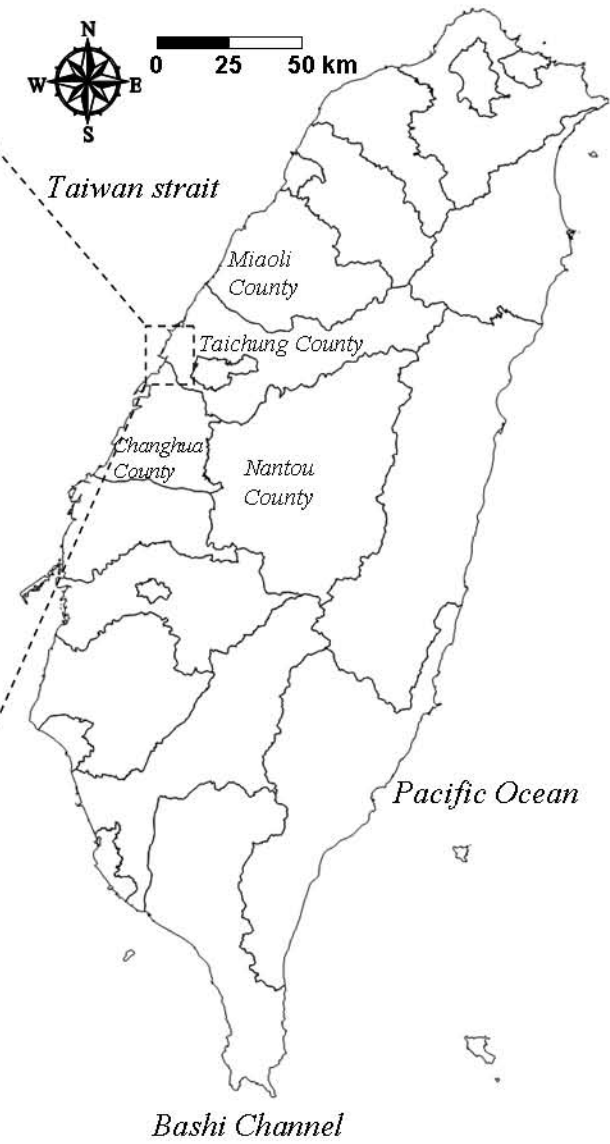 N
W E
S
0 25 50 km
Taiwan strait
Miaoli
County
Taichung County
Changhua
County
Nantou
County
Pacific Ocean
Bashi Channel